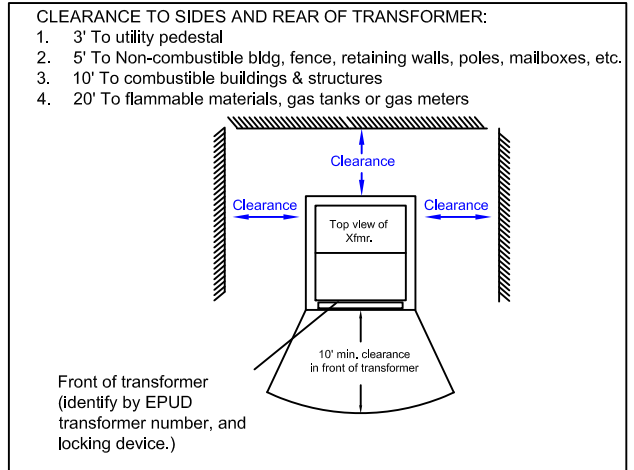 CLEARANCE TO SIDES AND REAR OF TRANSFORMER:
1. 3' To utility pedestal
2. 5' To Non-combustible bldg, fence, retaining walls, poles, mailboxes, etc.
3. 10' To combustible buildings & structures
4. 20' To flammable materials, gas tanks or gas meters
Clearance
Clearance
Clearance
Top view of
Xfmr.
10' min. clearance
in front of transformer
Front of transformer
(identify by EPUD
transformer number, and
locking device.)